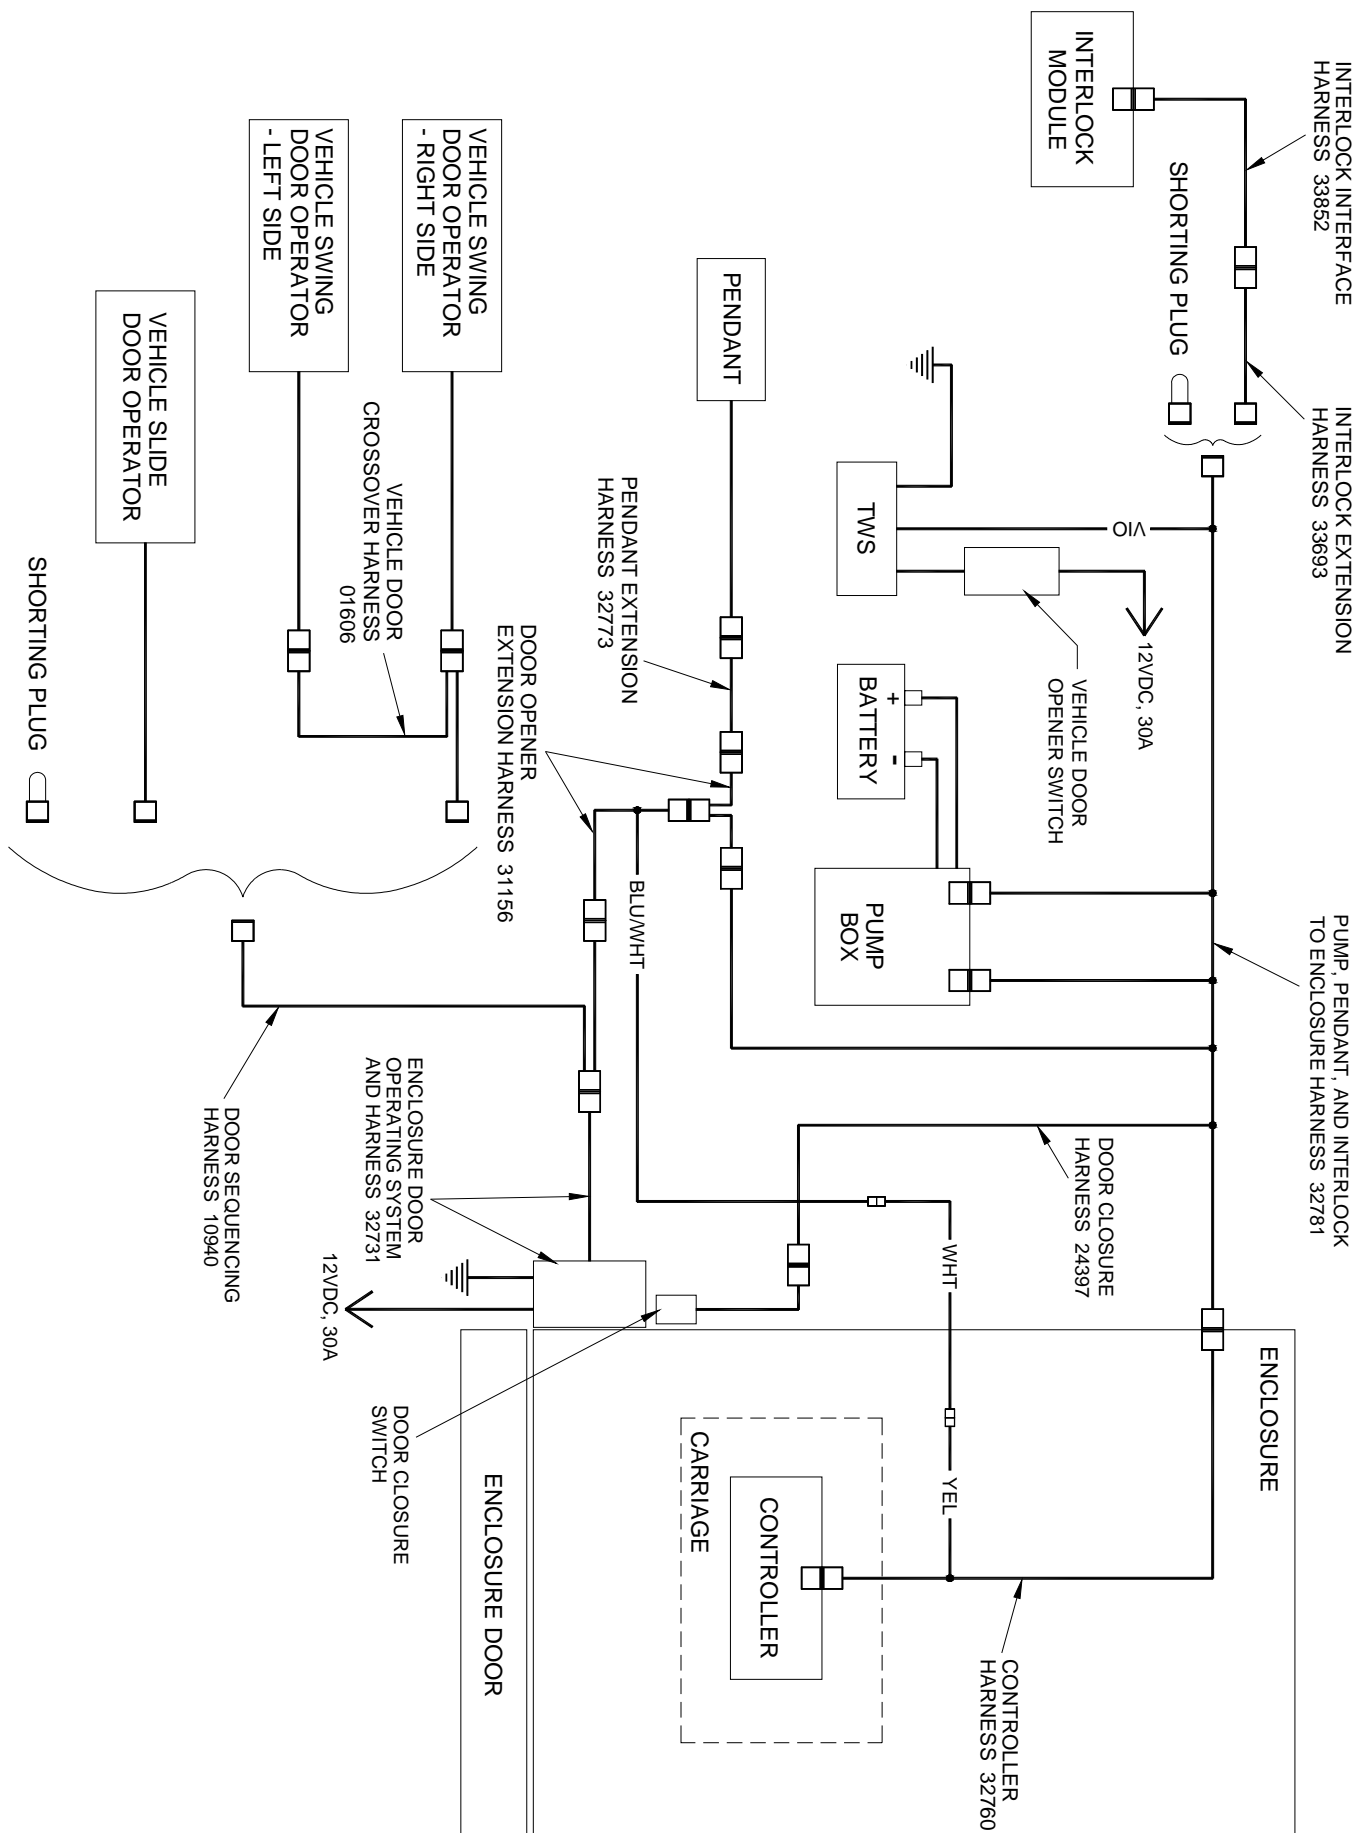 INTERLOCK INTERFACE
HARNESS  33852
INTERLOCK EXTENSION
HARNESS  33693
PUMP, PENDANT, AND INTERLOCK
TO ENCLOSURE HARNESS  32781
INTERLOCK
MODULE
SHORTING PLUG
VIO
12VDC, 30A
TWS
VEHICLE DOOR
OPENER SWITCH
+
-
BATTERY
PUMP
BOX
DOOR CLOSURE
HARNESS  24397
ENCLOSURE
WHT
YEL
CONTROLLER
HARNESS  32760
CONTROLLER
CARRIAGE
PENDANT
PENDANT EXTENSION
HARNESS  32773
DOOR OPENER
EXTENSION HARNESS  31156
BLU/WHT
VEHICLE SWING
DOOR OPERATOR
- RIGHT SIDE
VEHICLE DOOR
CROSSOVER HARNESS
01606
VEHICLE SWING
DOOR OPERATOR
- LEFT SIDE
ENCLOSURE DOOR
OPERATING SYSTEM
AND HARNESS  32731
12VDC, 30A
DOOR CLOSURE
SWITCH
ENCLOSURE DOOR
VEHICLE SLIDE
DOOR OPERATOR
DOOR SEQUENCING
HARNESS  10940
SHORTING PLUG